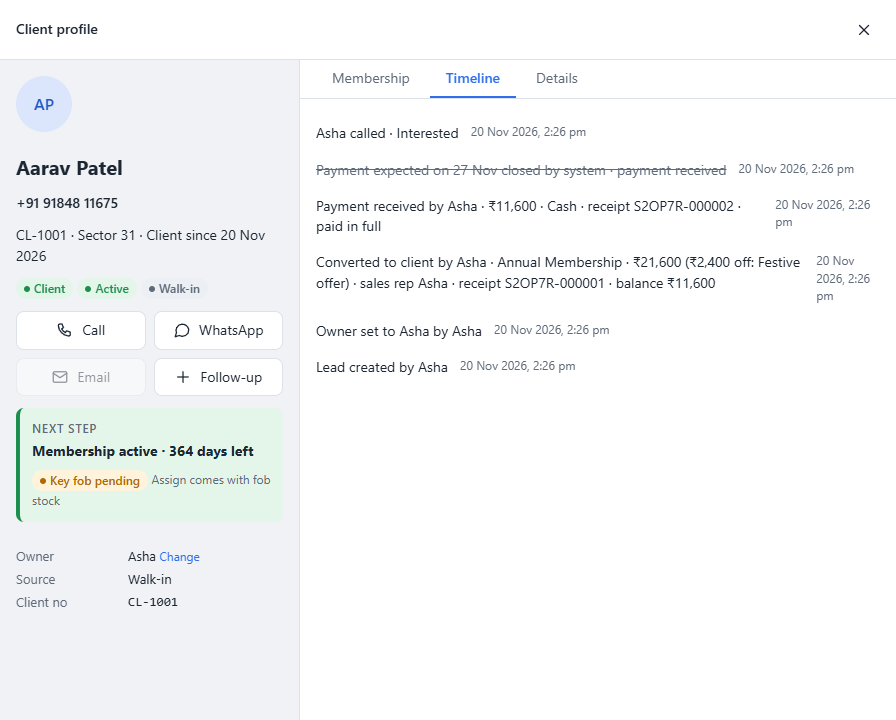 Client profile
AP
Aarav Patel
+91 91848 11675
CL-1001 · Sector 31 · Client since 20 Nov
2026
Client Active Walk-in
Call WhatsApp
Email Follow-up
NEXT STEP
Membership active · 364 days left
Key fob pending Assign comes with fob
stock
Owner Asha Change
Source Walk-in
Client no CL-1001
Membership Timeline Details
Asha called · Interested 20 Nov 2026, 2:26 pm
Payment expected on 27 Nov closed by system · payment received 20 Nov 2026, 2:26 pm
Payment received by Asha · ₹11,600 · Cash · receipt S2OP7R-000002 ·
paid in full
20 Nov 2026, 2:26
pm
Converted to client by Asha · Annual Membership · ₹21,600 (₹2,400 off: Festive
offer) · sales rep Asha · receipt S2OP7R-000001 · balance ₹11,600
20 Nov
2026, 2:26
pm
Owner set to Asha by Asha 20 Nov 2026, 2:26 pm
Lead created by Asha 20 Nov 2026, 2:26 pm